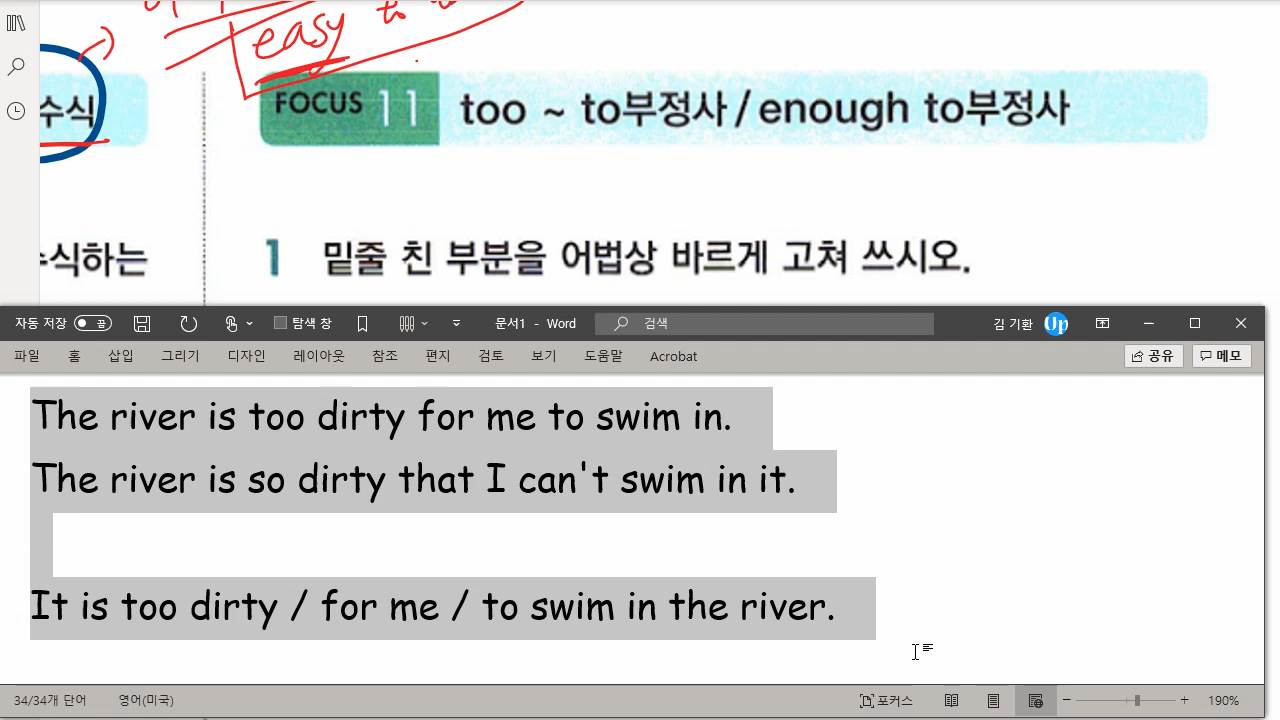 easy to
수식
FOCUS 11 too ~ to부정사 / enough to부정사
수식하는
1 밑줄 친 부분을 어법상 바르게 고쳐 쓰시오.
자동 저장 끔 탐색 창 문서1 - Word 검색 김 기환 Up
파일 홈 삽입 그리기 디자인 레이아웃 참조 편지 검토 보기 도움말 Acrobat 공유 메모
The river is too dirty for me to swim in.
The river is so dirty that I can't swim in it.
It is too dirty / for me / to swim in the river.
34/34개 단어 영어(미국) 포커스 190%